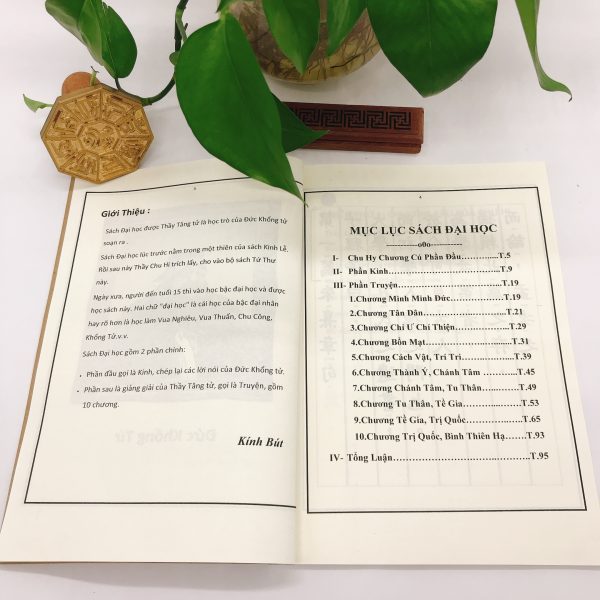 Giới Thiệu :
Sách Đại học được Thầy Tăng tử là học trò của Đức Khổng tử
soạn ra .
Sách Đại học lúc trước nằm trong một thiên của sách Kinh Lễ.
Rồi sau này Thầy Chu Hi trích lấy, cho vào bộ sách Tứ Thư
này.
Ngày xưa, người đến tuổi 15 thì vào học bậc đại học và được
học sách này. Hai chữ "đại học" là cái học của bậc đại nhân
hay rõ hơn là học làm Vua Nghiêu, Vua Thuấn, Chu Công,
Khổng Tử.v.v.
Sách Đại học gồm 2 phần chính:
• Phần đầu gọi là Kinh, chép lại các lời nói của Đức Khổng tử.
• Phần sau là giảng giải của Thầy Tăng tử, gọi là Truyện, gồm
10 chương.
Kính Bút
MỤC LỤC SÁCH ĐẠI HỌC
-----------o0o-----------
I- Chu Hy Chương Cú Phần Đầu……………T.5
II- Phần Kinh……………………………….T.9
III- Phần Truyện……………………………T.19
1.Chương Minh Minh Đức………………….T.19
2.Chương Tân Dân………………………….T.21
3.Chương Chỉ Ư Chí Thiện………………….T.29
4.Chương Bổn Mạt………………………….T.31
5.Chương Cách Vật, Trí Tri………………….T.39
6.Chương Thành Ý, Chánh Tâm …………..T.45
7.Chương Chánh Tâm, Tu Thân…………….T.49
8.Chương Tu Thân, Tề Gia………………….T.53
9.Chương Tề Gia, Trị Quốc………………….T.65
10.Chương Trị Quốc, Bình Thiên Hạ…….T.93
IV- Tổng Luận……………………………….T.95